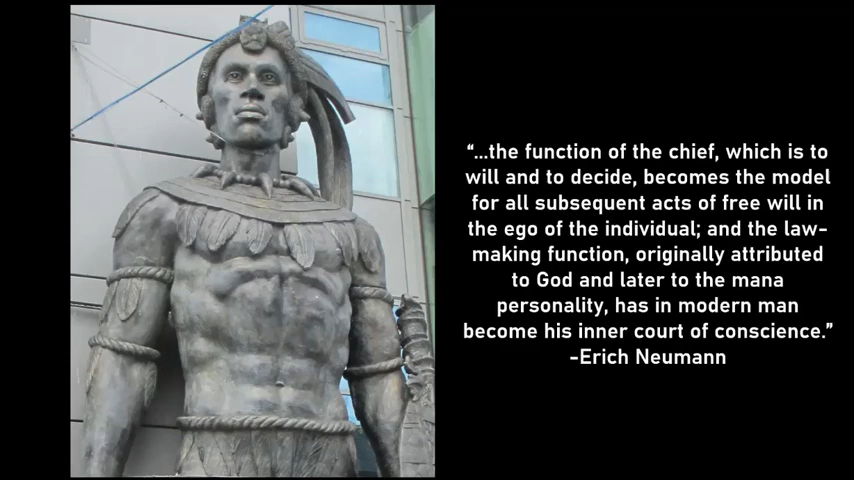 “...the function of the chief, which is to
will and to decide, becomes the model
for all subsequent acts of free will in
the ego of the individual; and the law-
making function, originally attributed
to God and later to the mana
personality, has in modern man
become his inner court of conscience.”
-Erich Neumann